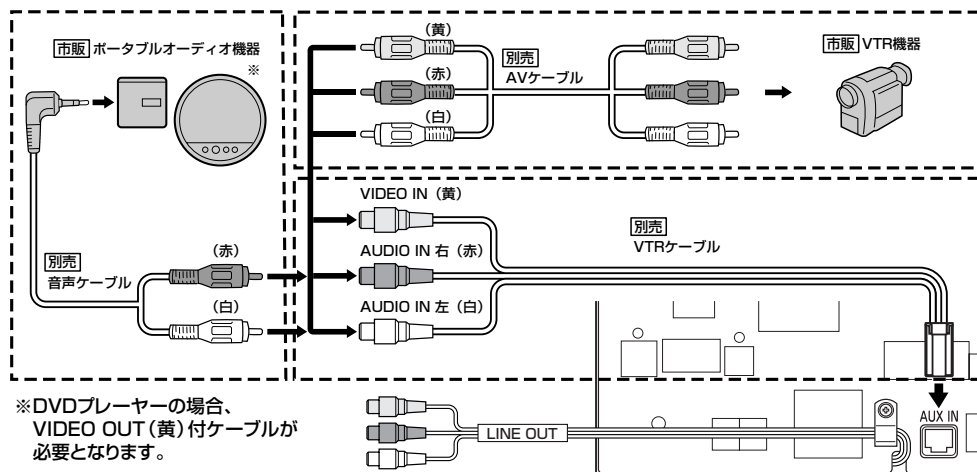 市販 ポータブルオーディオ機器
※
別売
音声ケーブル
(赤)
(白)
(黄)
(赤)
(白)
別売
AVケーブル
市販 VTR機器
VIDEO IN (黄)
AUDIO IN 右 (赤)
AUDIO IN 左 (白)
別売
VTRケーブル
LINE OUT
AUX IN
※DVDプレーヤーの場合、
VIDEO OUT(黄)付ケーブルが
必要となります。